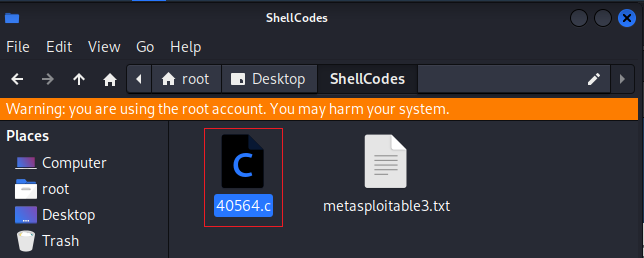 ShellCodes
File Edit View Go Help
root Desktop ShellCodes
Warning: you are using the root account. You may harm your system.
Places
Computer
root
Desktop
Trash
C
40564.c metasploitable3.txt